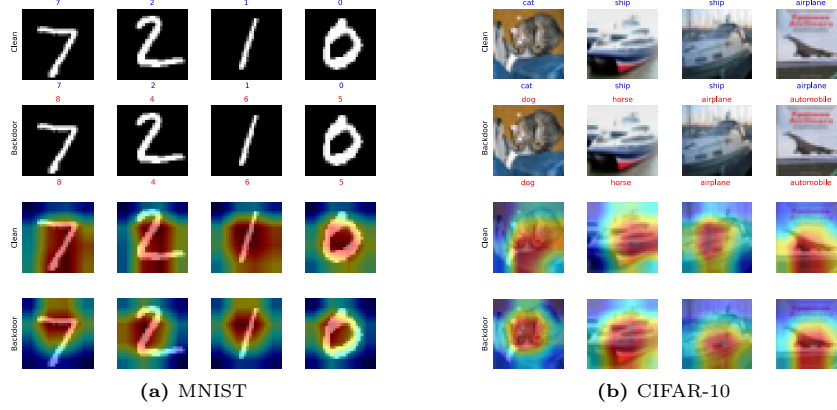 7 2 1 0
Clean
7 2 1 0
8 4 6 5
Backdoor
8 4 6 5
Clean
Backdoor
(a) MNIST
cat ship ship airplane
Clean
cat ship ship airplane
dog horse airplane automobile
Backdoor
dog horse airplane automobile
Clean
Backdoor
(b) CIFAR-10